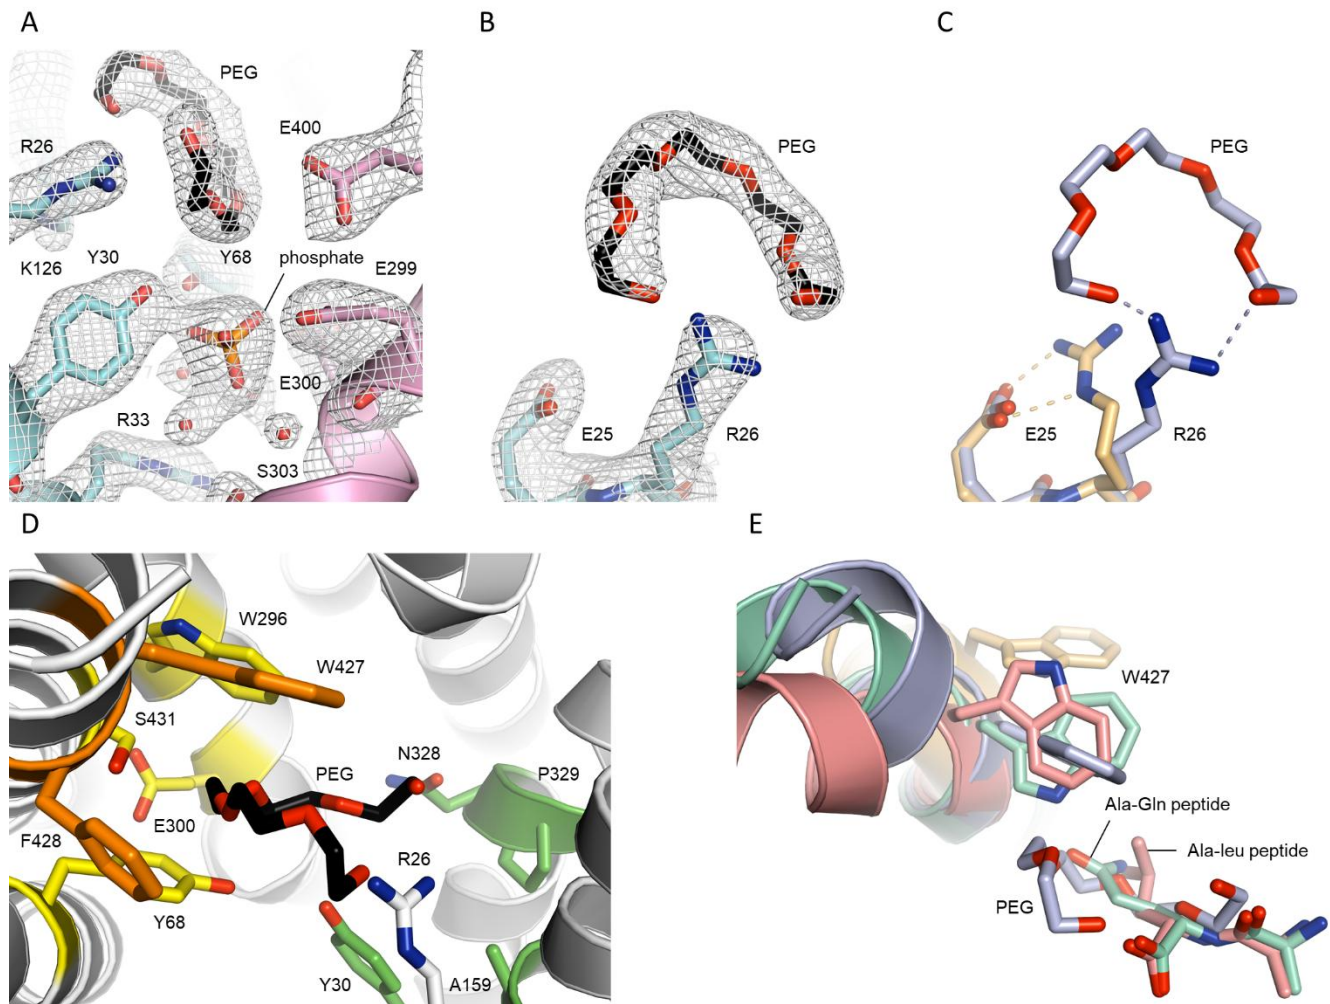 A
PEG
E400
R26
K126
Y30
Y68
phosphate
E299
E300
R33
S303
B
PEG
E25
R26
C
PEG
E25
R26
D
W296
W427
S431
N328
PEG
P329
E300
F428
R26
Y68
Y30
A159
E
W427
Ala-Gln peptide
Ala-leu peptide
PEG